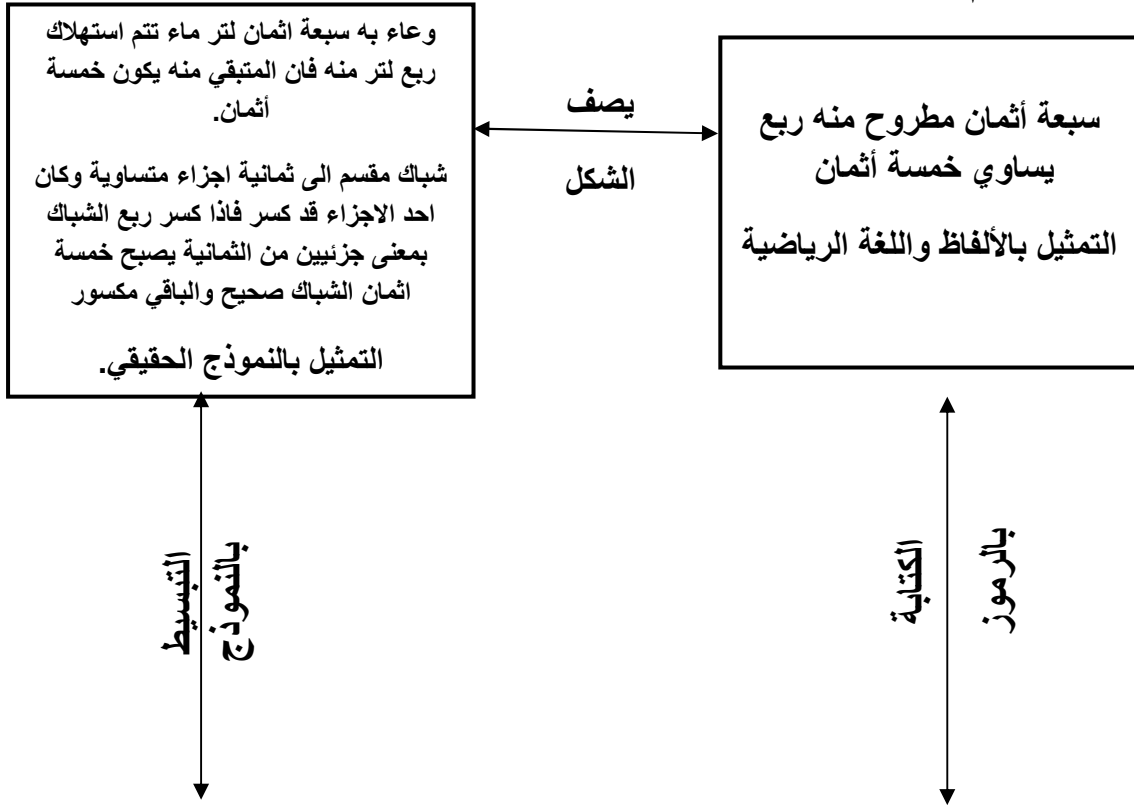 سبعة أثمان مطروح منه ربع
يساوي خمسة أثمان
التمثيل بالألفاظ واللغة الرياضية
يصف
الشكل
وعاء به سبعة اثمان لتر ماء تتم استهلاك
ربع لتر منه فان المتبقي منه يكون خمسة
أثمان.
شباك مقسم الى ثمانية اجزاء متساوية وكان
احد الاجزاء قد كسر فاذا كسر ربع الشباك
بمعنى جزئيين من الثمانية يصبح خمسة
اثمان الشباك صحيح والباقي مكسور
التمثيل بالنموذج الحقيقي.
الكتابة
بالرموز
التبسيط
بالنموذج